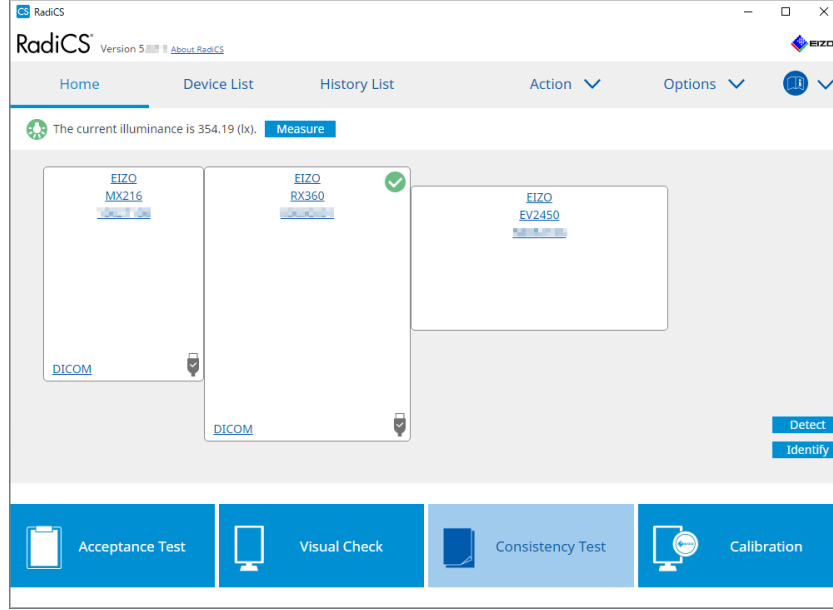 CS RadiCS
RadiCS® Version 5 About RadiCS
EIZO
Home Device List History List Action Options
The current illuminance is 354.19 (lx). Measure
EIZO
MX216
DICOM
EIZO
RX360
DICOM
EIZO
EV2450
Detect
Identify
Acceptance Test Visual Check Consistency Test Calibration